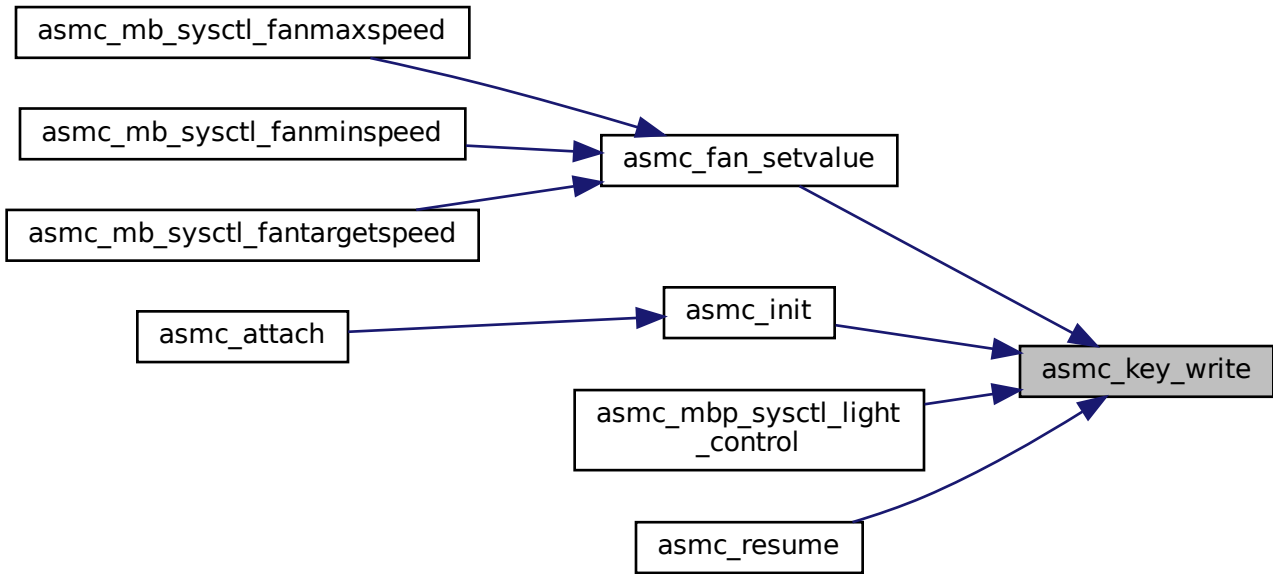 asmc_mb_sysctl_fanmaxspeed
asmc_mb_sysctl_fanminspeed
asmc_fan_setvalue
asmc_mb_sysctl_fantargetspeed
asmc_init
asmc_attach
asmc_key_write
asmc_mbp_sysctl_light
_control
asmc_resume